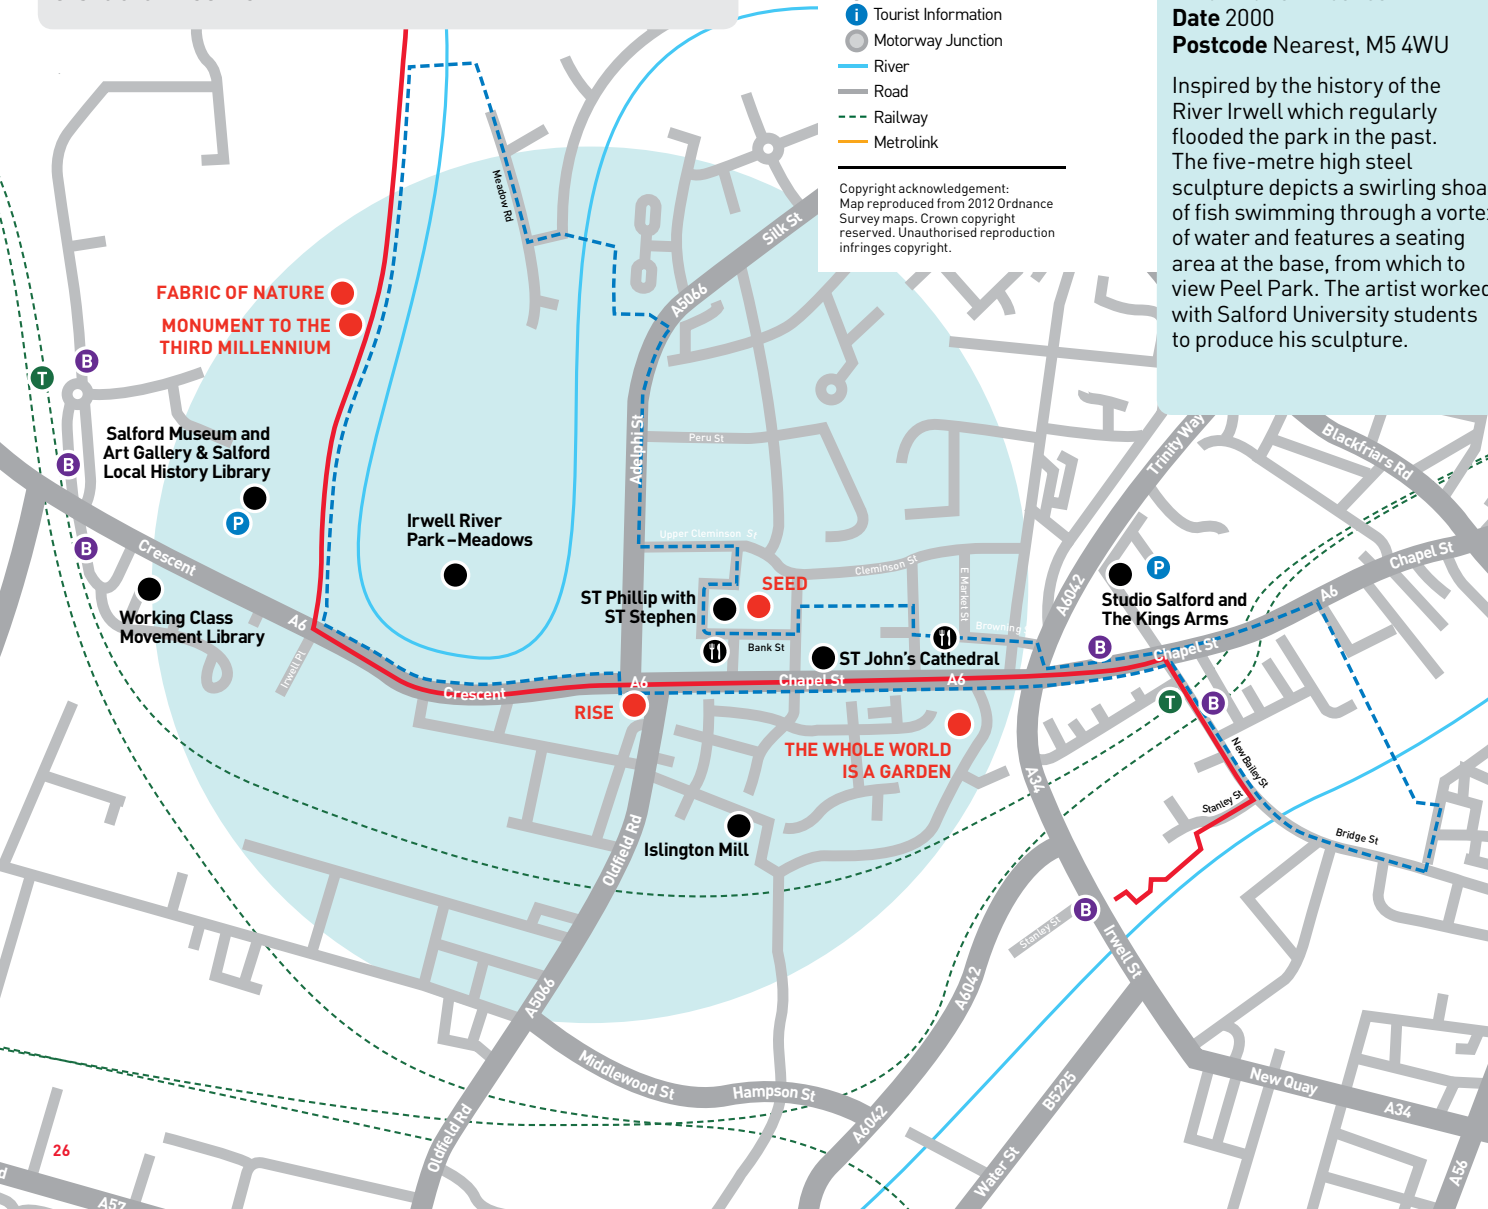 Tourist Information
Motorway Junction
River
Road
Railway
Metrolink
Copyright acknowledgement:
Map reproduced from 2012 Ordnance
Survey maps. Crown copyright
reserved. Unauthorised reproduction
infringes copyright.
Date 2000
Postcode Nearest, M5 4WU
Inspired by the history of the
River Irwell which regularly
flooded the park in the past.
The five-metre high steel
sculpture depicts a swirling shoa
of fish swimming through a vorte
of water and features a seating
area at the base, from which to
view Peel Park. The artist worked
with Salford University students
to produce his sculpture.
Meadow Rd
Silk St
A5066
FABRIC OF NATURE
MONUMENT TO THE
THIRD MILLENNIUM
B
T
B
B
Salford Museum and
Art Gallery & Salford
Local History Library
P
Crescent
Working Class
Movement Library
A6
Irwell Pl
Irwell River
Park–Meadows
Adelphi St
Peru St
Upper Cleminson St
Cleminson St
E Market St
Browning
SEED
ST Phillip with
ST Stephen
Bank St
ST John's Cathedral
Crescent
A6
Chapel St
A6
RISE
THE WHOLE WORLD
IS A GARDEN
Islington Mill
Oldfield Rd
Trinity Way
Blackfriars Rd
Chapel St
A6
A6042
P
Studio Salford and
The Kings Arms
B
Chapel St
T
B
A34
New Bailey St
Stanley St
Bridge St
B
Stanley St
Irwell St
A6042
A5066
Middlewood St
Hampson St
A6042
B5225
Water St
New Quay
A34
A56
Oldfield Rd
26
d
A57